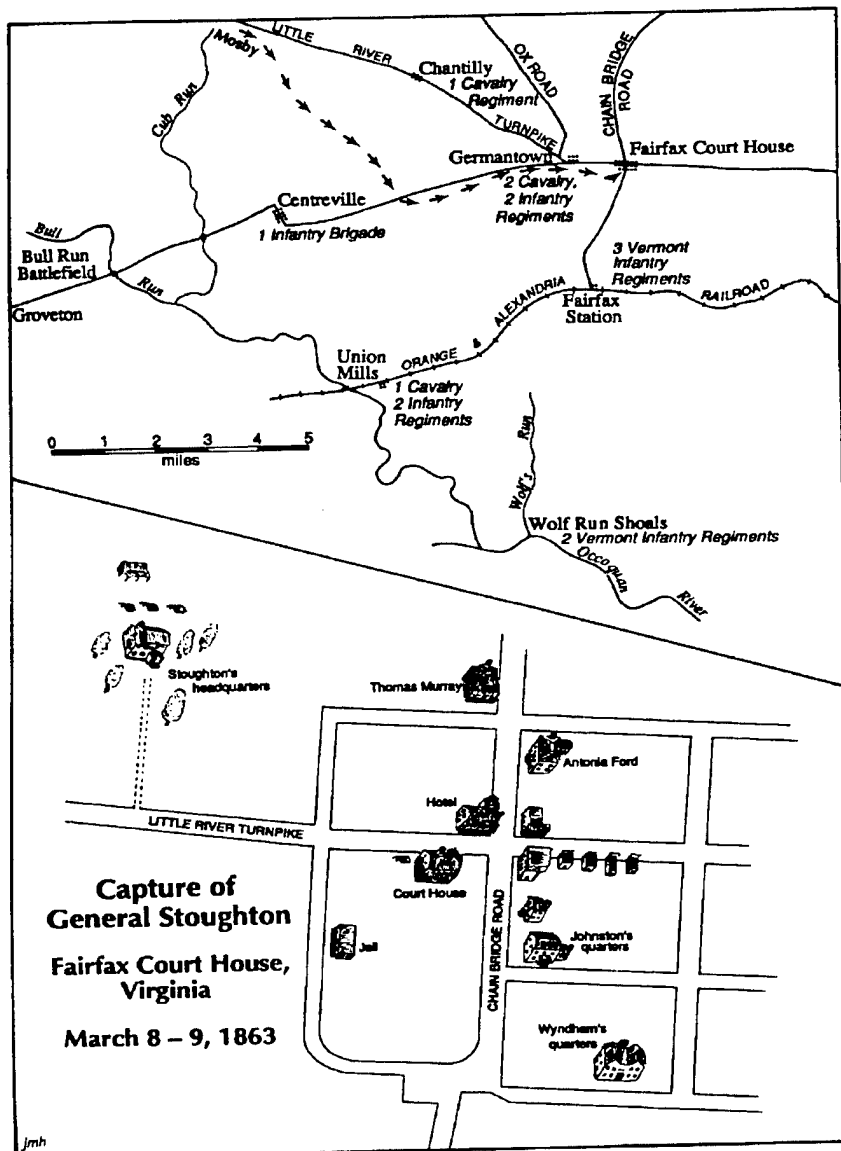 Mosby
LITTLE
RIVER
TURNPIKE
OX ROAD
CHAIN BRIDGE
ROAD
Chantilly
1 Cavalry
Regiment
Cub Run
Germantown
Fairfax Court House
2 Cavalry,
2 Infantry
Regiments
Centreville
1 Infantry Brigade
Bull
Run
Bull Run
Battlefield
Groveton
3 Vermont
Infantry
Regiments
Fairfax
Station
ORANGE
&
ALEXANDRIA
RAILROAD
Union
Mills
1 Cavalry
2 Infantry
Regiments
0 1 2 3 4 5
miles
Wolf's
Run
Wolf Run Shoals
2 Vermont Infantry Regiments
Occoquan
River
Stoughton's
headquarters
Thomas Murray
Antonia Ford
Hotel
LITTLE RIVER TURNPIKE
Court House
CHAIN BRIDGE ROAD
Jail
Johnston's
quarters
Wyndham's
quarters
Capture of
General Stoughton
Fairfax Court House,
Virginia
March 8 – 9, 1863
jmh